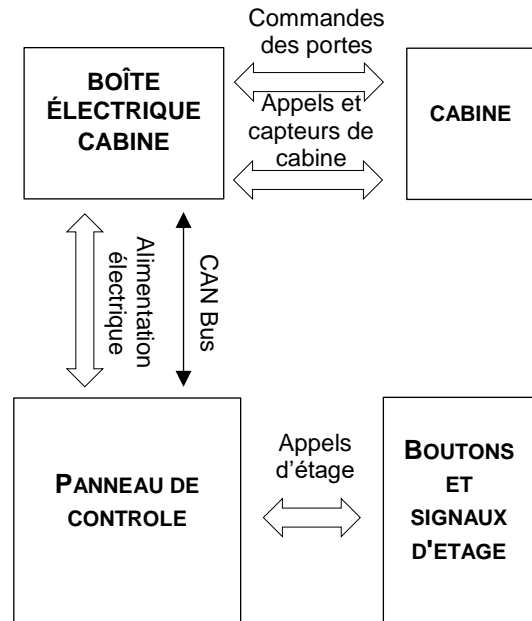 Commandes
des portes
BOÎTE
ÉLECTRIQUE
CABINE
Appels et
capteurs de
cabine
CABINE
Alimentation
électrique
CAN Bus
PANNEAU DE
CONTROLE
Appels
d'étage
BOUTONS
ET
SIGNAUX
D'ETAGE